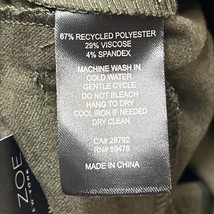 67% RECYCLED POLYESTER
29% VISCOSE
4% SPANDEX
MACHINE WASH IN
COLD WATER
GENTLE CYCLE
DO NOT BLEACH
HANG TO DRY
COOL IRON IF NEEDED
DRY CLEAN
CA# 28792
RN# 59478
MADE IN CHINA
ZOE